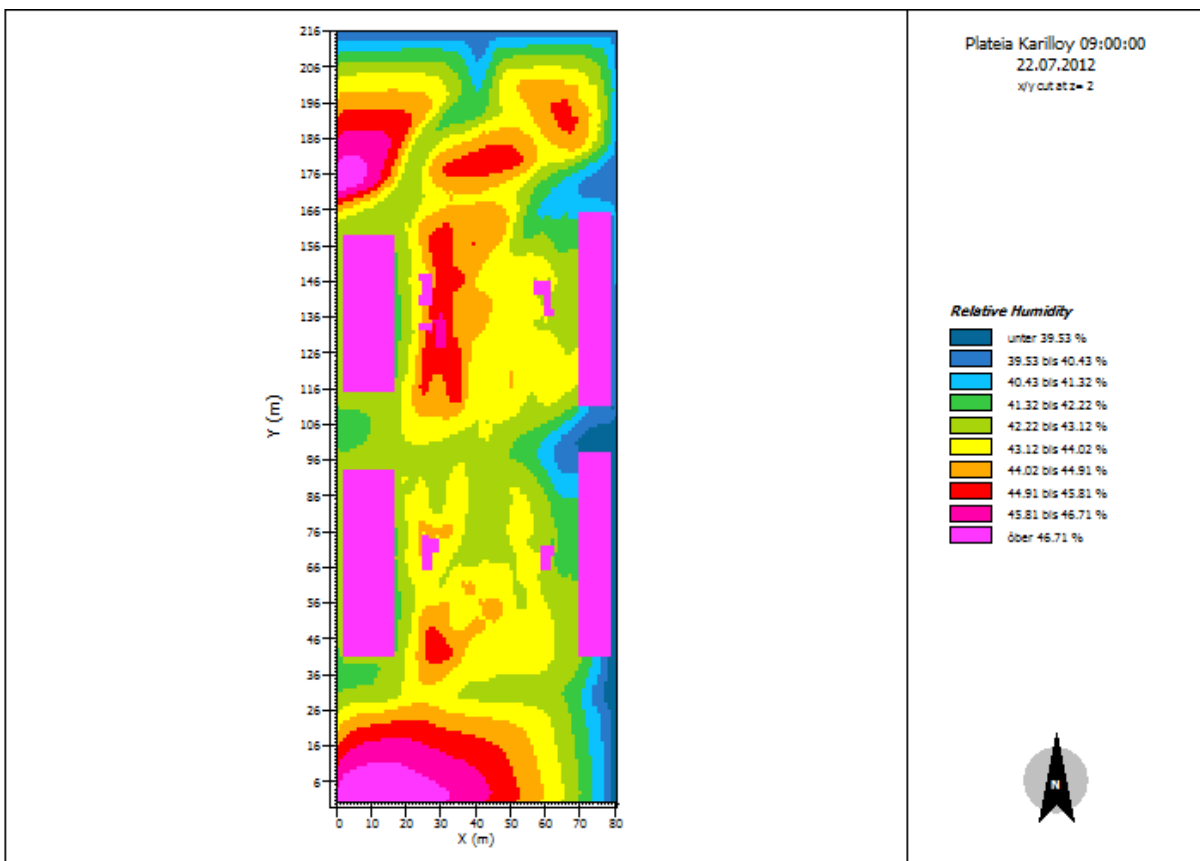 Plateia Karilloy 09:00:00
22.07.2012
x/y cut at z= 2
216
206
196
186
176
166
156
146
136
126
116
106
96
86
76
66
56
46
36
26
16
6
Y (m)
0 10 20 30 40 50 60 70 80
X (m)
Relative Humidity
unter 39.53 %
39.53 bis 40.43 %
40.43 bis 41.32 %
41.32 bis 42.22 %
42.22 bis 43.12 %
43.12 bis 44.02 %
44.02 bis 44.91 %
44.91 bis 45.81 %
45.81 bis 46.71 %
öber 46.71 %
N